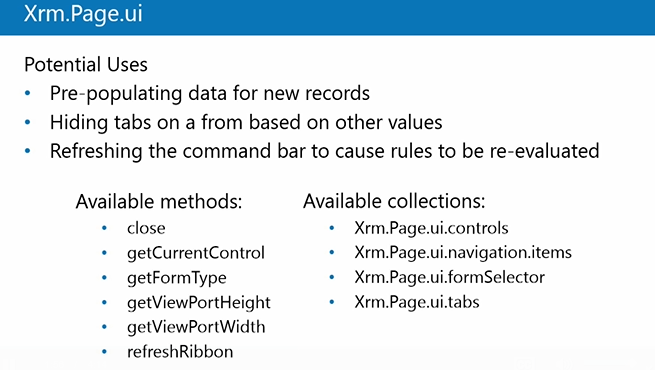 Xrm.Page.ui
Potential Uses
• Pre-populating data for new records
• Hiding tabs on a from based on other values
• Refreshing the command bar to cause rules to be re-evaluated
Available methods:
• close
• getCurrentControl
• getFormType
• getViewPortHeight
• getViewPortWidth
• refreshRibbon
Available collections:
• Xrm.Page.ui.controls
• Xrm.Page.ui.navigation.items
• Xrm.Page.ui.formSelector
• Xrm.Page.ui.tabs